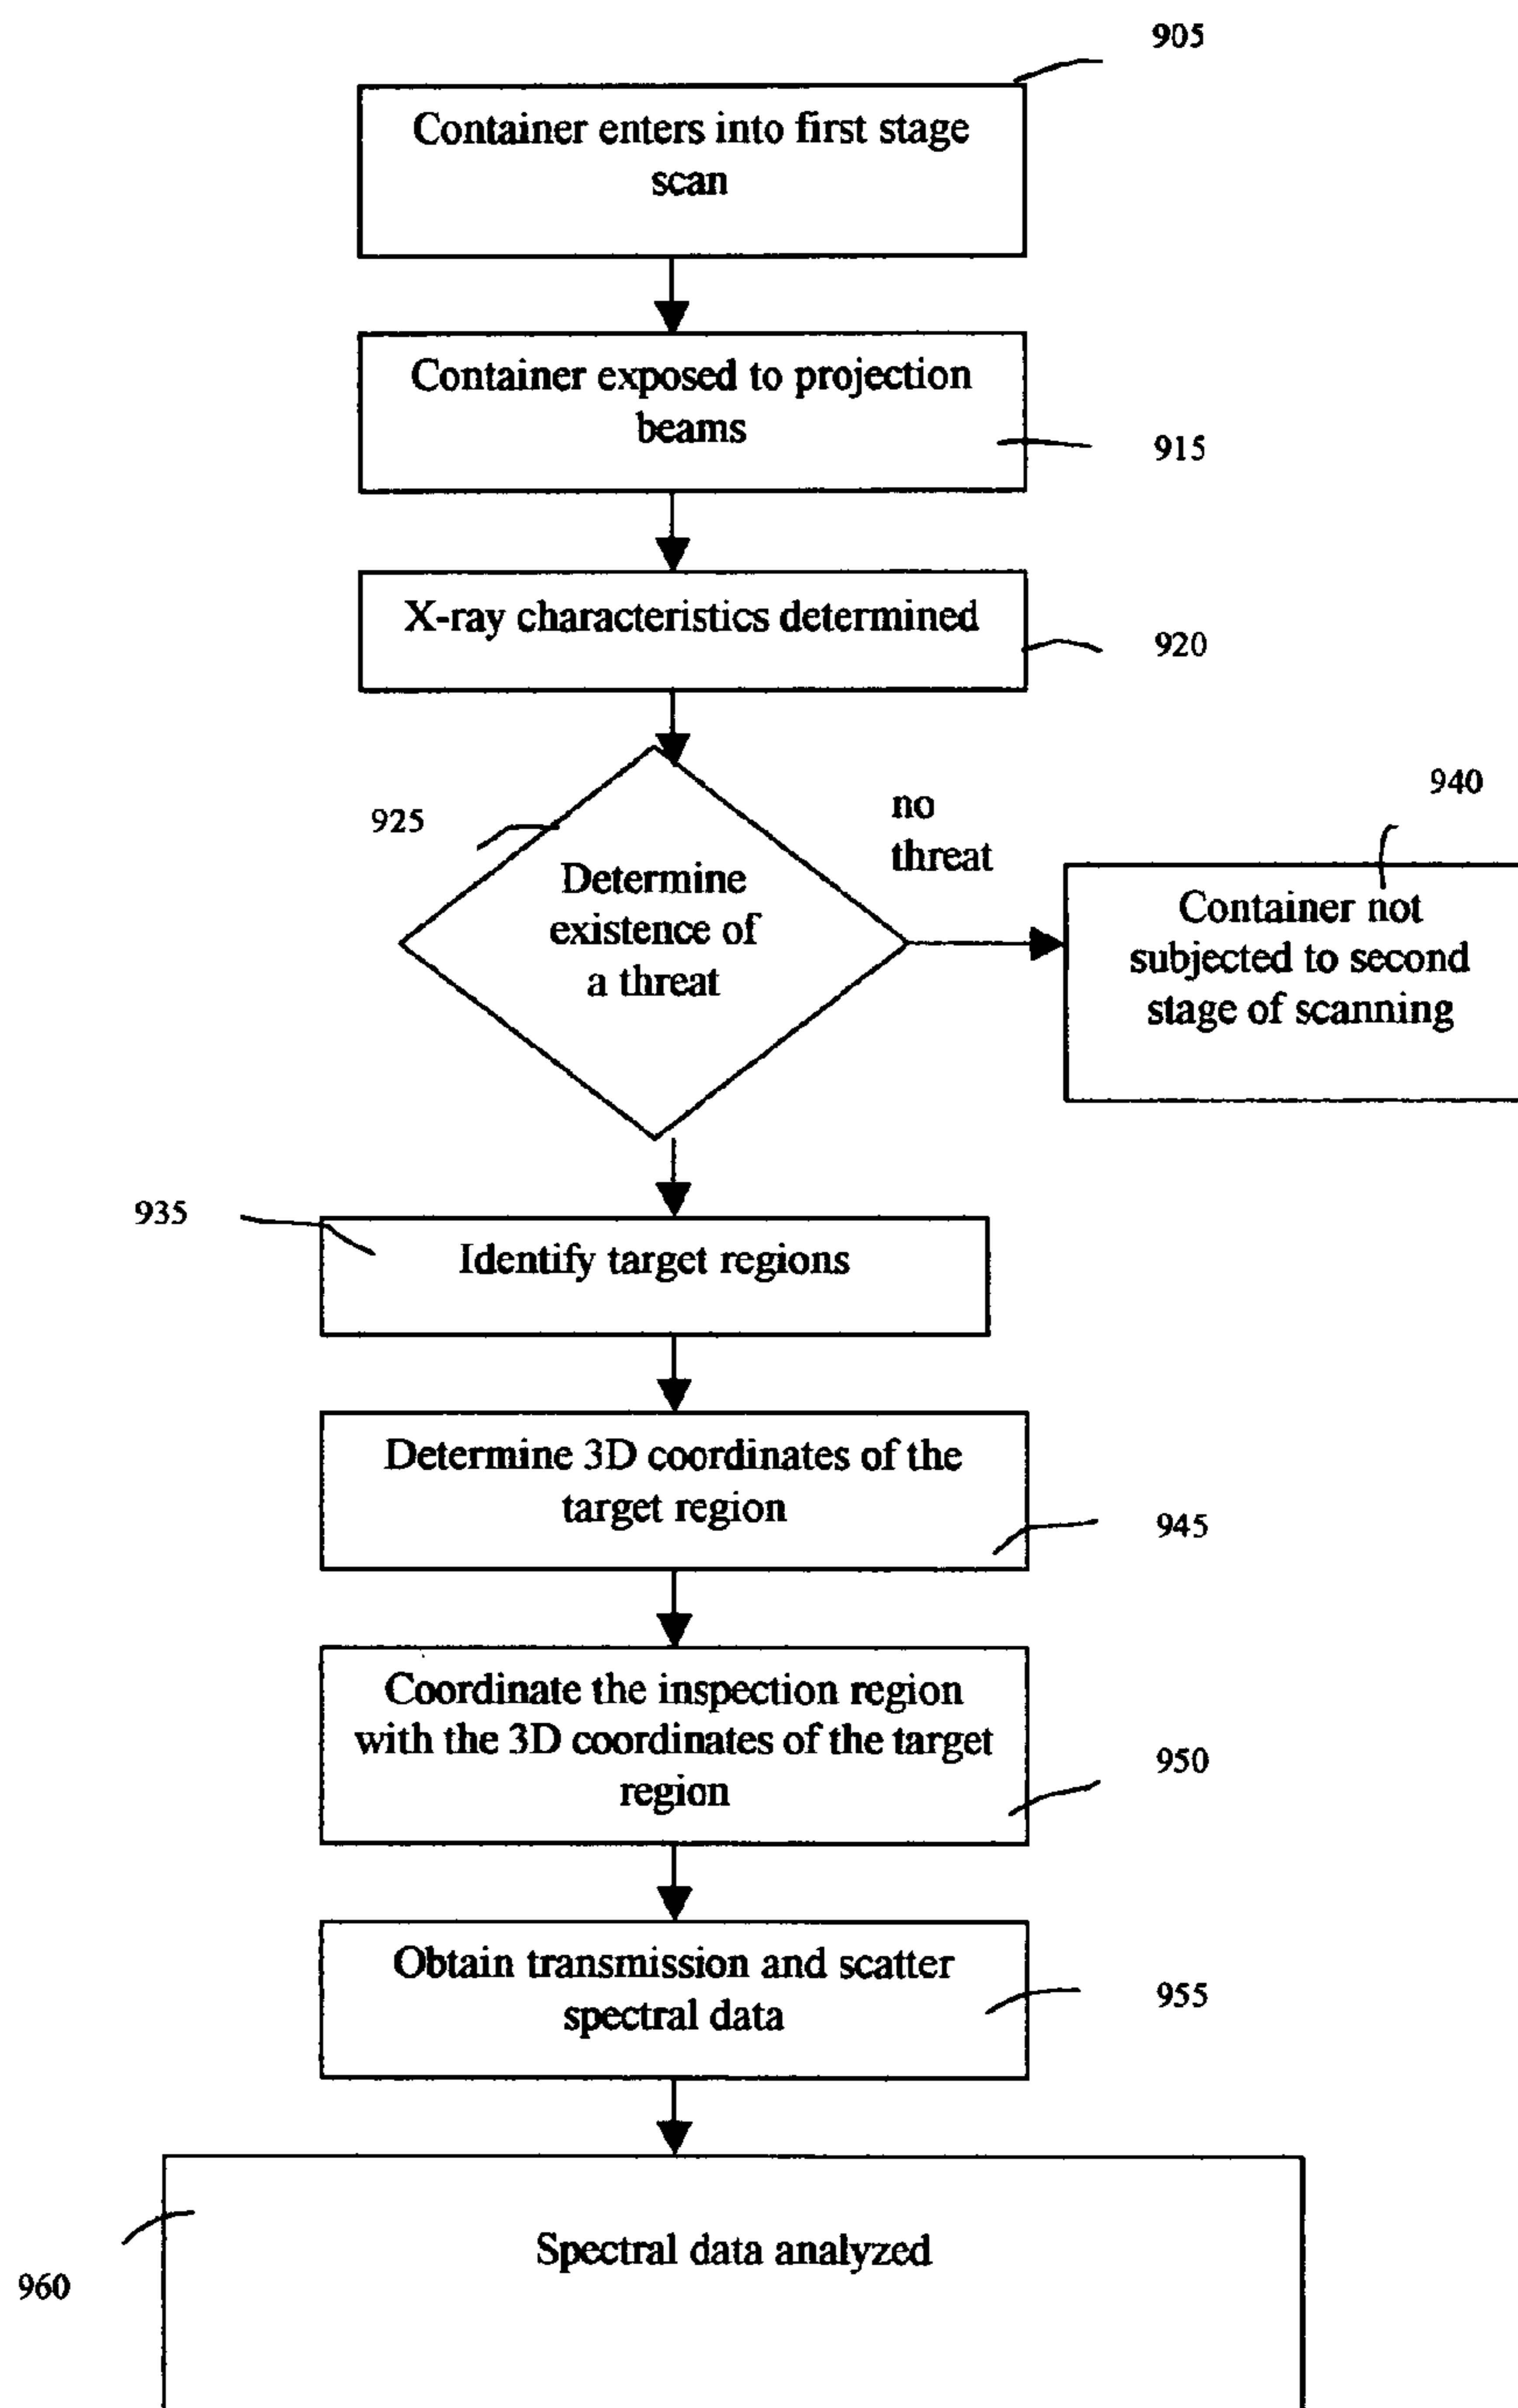 905
Container enters into first stage
scan
Container exposed to projection
beams
915
X-ray characteristics determined
920
925
Determine
existence of
a threat
no
threat
940
Container not
subjected to second
stage of scanning
935
Identify target regions
Determine 3D coordinates of the
target region
945
Coordinate the inspection region
with the 3D coordinates of the target
region
950
Obtain transmission and scatter
spectral data
955
Spectral data analyzed
960